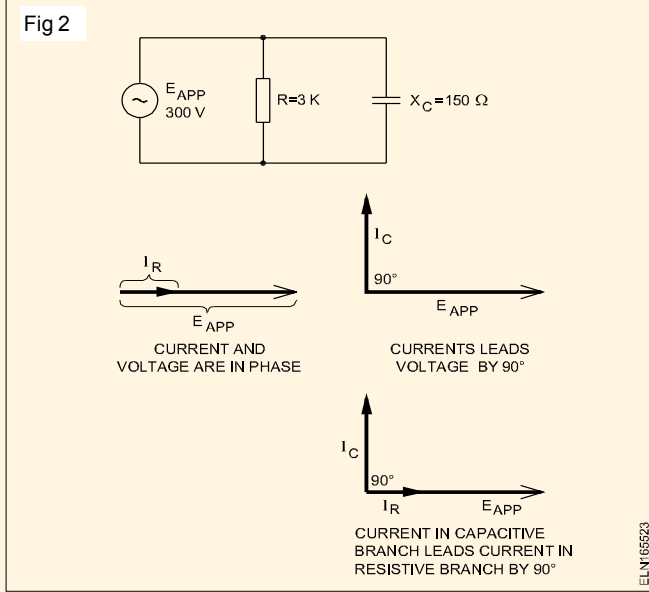 Fig 2
E APP
300 V
R=3 K
X C =150 Ω
I R
E APP
CURRENT AND
VOLTAGE ARE IN PHASE
I C
90°
E APP
CURRENTS LEADS
VOLTAGE BY 90°
I C
90°
I R
E APP
CURRENT IN CAPACITIVE
BRANCH LEADS CURRENT IN
RESISTIVE BRANCH BY 90°
ELN165523